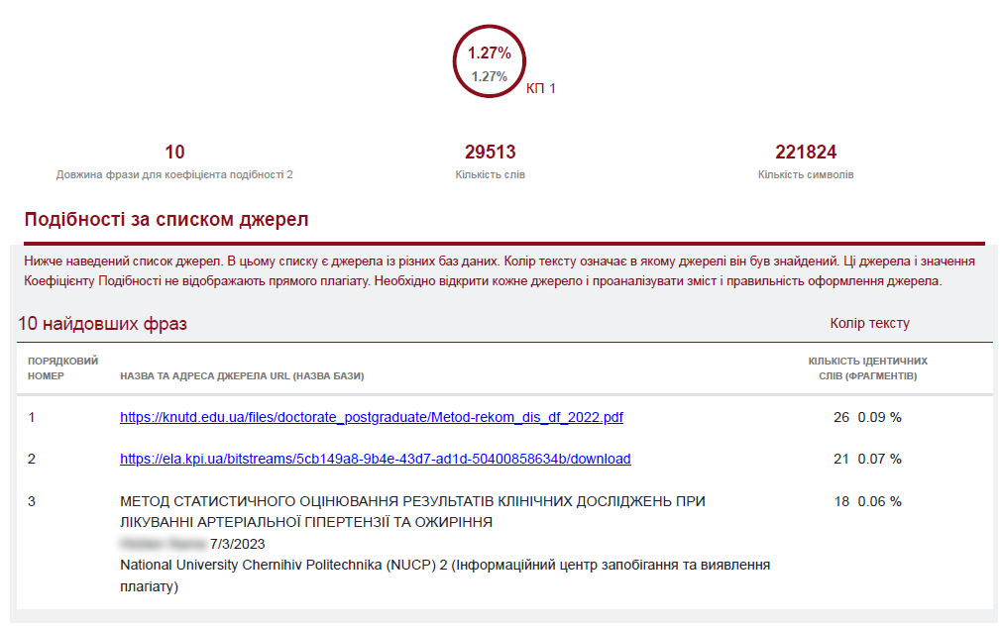 1.27%
1.27%
КП 1
10
29513
221824
Довжина фрази для коефіцієнта подібності 2
Кількість слів
Кількість символів
Подібності за списком джерел
Нижче наведений список джерел. В цьому списку є джерела із різних баз даних. Колір тексту означає в якому джерелі він був знайдений. Ці джерела і значення
Коефіцієнту Подібності не відображають прямого плагіату. Необхідно відкрити кожне джерело і проаналізувати зміст і правильність оформлення джерела.
10 найдовших фраз
Колір тексту
ПОРЯДКОВИЙ
НОМЕР
НАЗВА ТА АДРЕСА ДЖЕРЕЛА URL (НАЗВА БАЗИ)
КІЛЬКІСТЬ ІДЕНТИЧНИХ
СЛІВ (ФРАГМЕНТІВ)
1 https://knutd.edu.ua/files/doctorate_postgraduate/Metod-rekom_dis_df_2022.pdf 26 0.09 %
2 https://ela.kpi.ua/bitstreams/5cb149a8-9b4e-43d7-ad1d-50400858634b/download 21 0.07 %
3 МЕТОД СТАТИСТИЧНОГО ОЦІНЮВАННЯ РЕЗУЛЬТАТІВ КЛІНІЧНИХ ДОСЛІДЖЕНЬ ПРИ 18 0.06 %
ЛІКУВАННІ АРТЕРІАЛЬНОЇ ГІПЕРТЕНЗІЇ ТА ОЖИРІННЯ
7/3/2023
National University Chernihiv Politechnika (NUCP) 2 (Інформаційний центр запобігання та виявлення
плагіату)